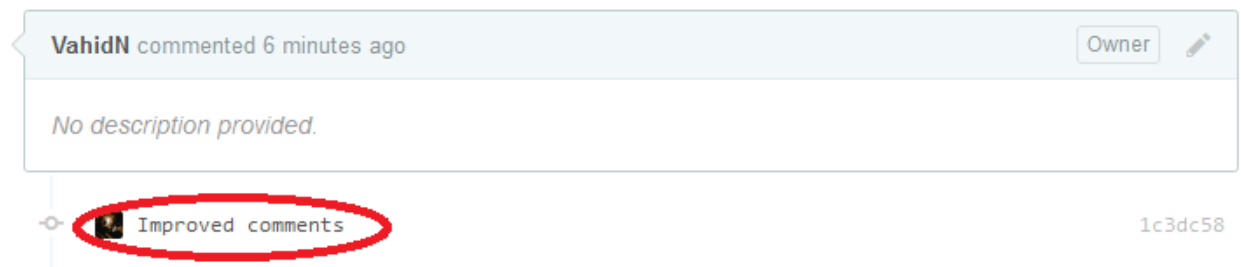 VahidN commented 6 minutes ago Owner
No description provided.
Improved comments 1c3dc58